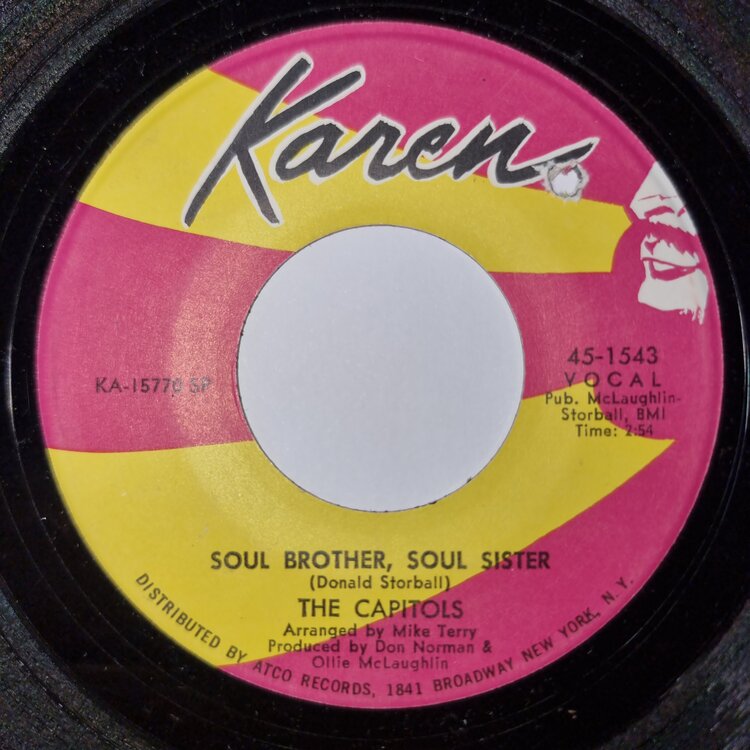 Karen
45-1543
VOCAL
Pub. McLaughlin-
Storball, BMI
Time: 2:54
KA-15770 SP
SOUL BROTHER, SOUL SISTER
(Donald Storball)
THE CAPITOLS
Arranged by Mike Terry
Produced by Don Norman &
Ollie McLaughlin
DISTRIBUTED BY ATCO RECORDS, 1841 BROADWAY NEW YORK, N. Y.